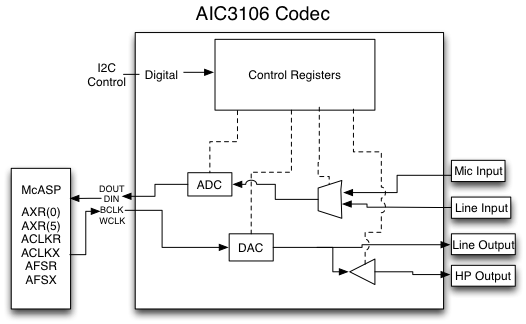 AIC3106 Codec
I2C
Control
Digital
Control Registers
McASP
AXR(0)
AXR(5)
ACLKR
ACLKX
AFSR
AFSX
DOUT
DIN
BCLK
WCLK
ADC
DAC
Mic Input
Line Input
Line Output
HP Output